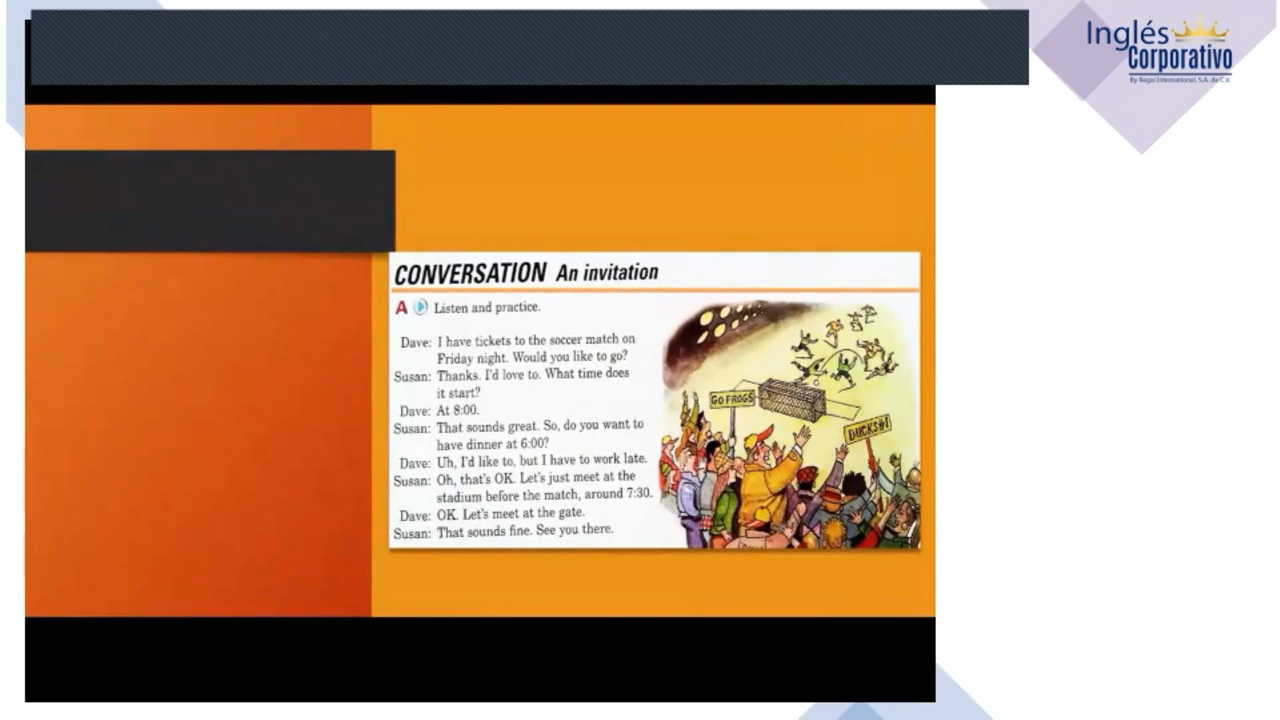 Inglés
Corporativo
By Regal International, S.A. de C.V.
CONVERSATION An invitation
A Listen and practice.
Dave: I have tickets to the soccer match on
Friday night. Would you like to go?
Susan: Thanks. I'd love to. What time does
it start?
Dave: At 8:00.
Susan: That sounds great. So, do you want to
have dinner at 6:00?
Dave: Uh, I'd like to, but I have to work late.
Susan: Oh, that's OK. Let's just meet at the
stadium before the match, around 7:30.
Dave: OK. Let's meet at the gate.
Susan: That sounds fine. See you there.
GO FROGS
DUCKS#1